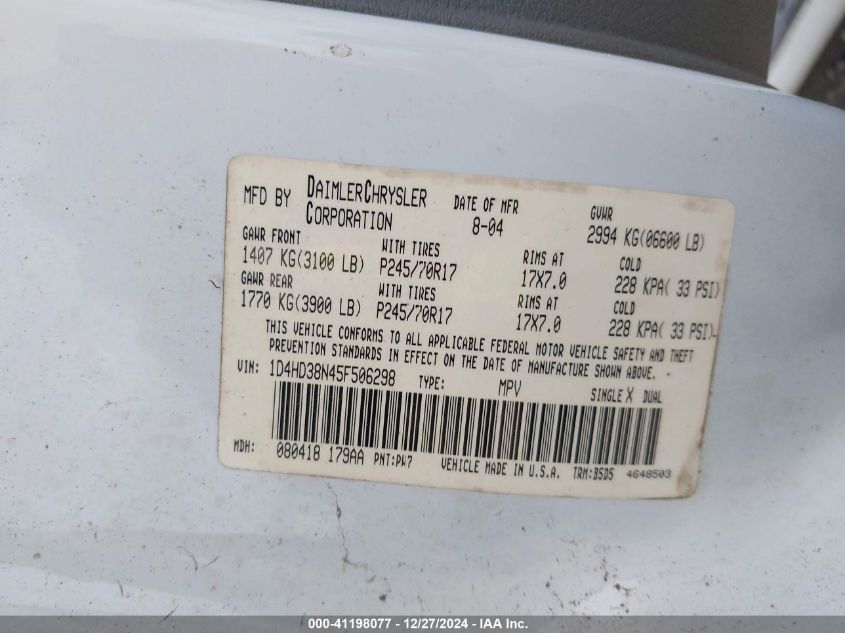 MFD BY DAIMLERCHRYSLER CORPORATION DATE OF MFR 8-04 GVWR 2994 KG(06600 LB)
GAWR FRONT WITH TIRES RIMS AT COLD
1407 KG(3100 LB) P245/70R17 17X7.0 228 KPA( 33 PSI)
GAWR REAR WITH TIRES RIMS AT COLD
1770 KG(3900 LB) P245/70R17 17X7.0 228 KPA( 33 PSI)
THIS VEHICLE CONFORMS TO ALL APPLICABLE FEDERAL MOTOR VEHICLE SAFETY AND THEFT
PREVENTION STANDARDS IN EFFECT ON THE DATE OF MANUFACTURE SHOWN ABOVE.
VIN: 1D4HD38N45F506298 TYPE: MPV SINGLE X DUAL
MDH: 080418 179AA PNT:PW7 VEHICLE MADE IN U.S.A. TRM:B5D5 4648503
000-41198077 - 12/27/2024 - IAA Inc.